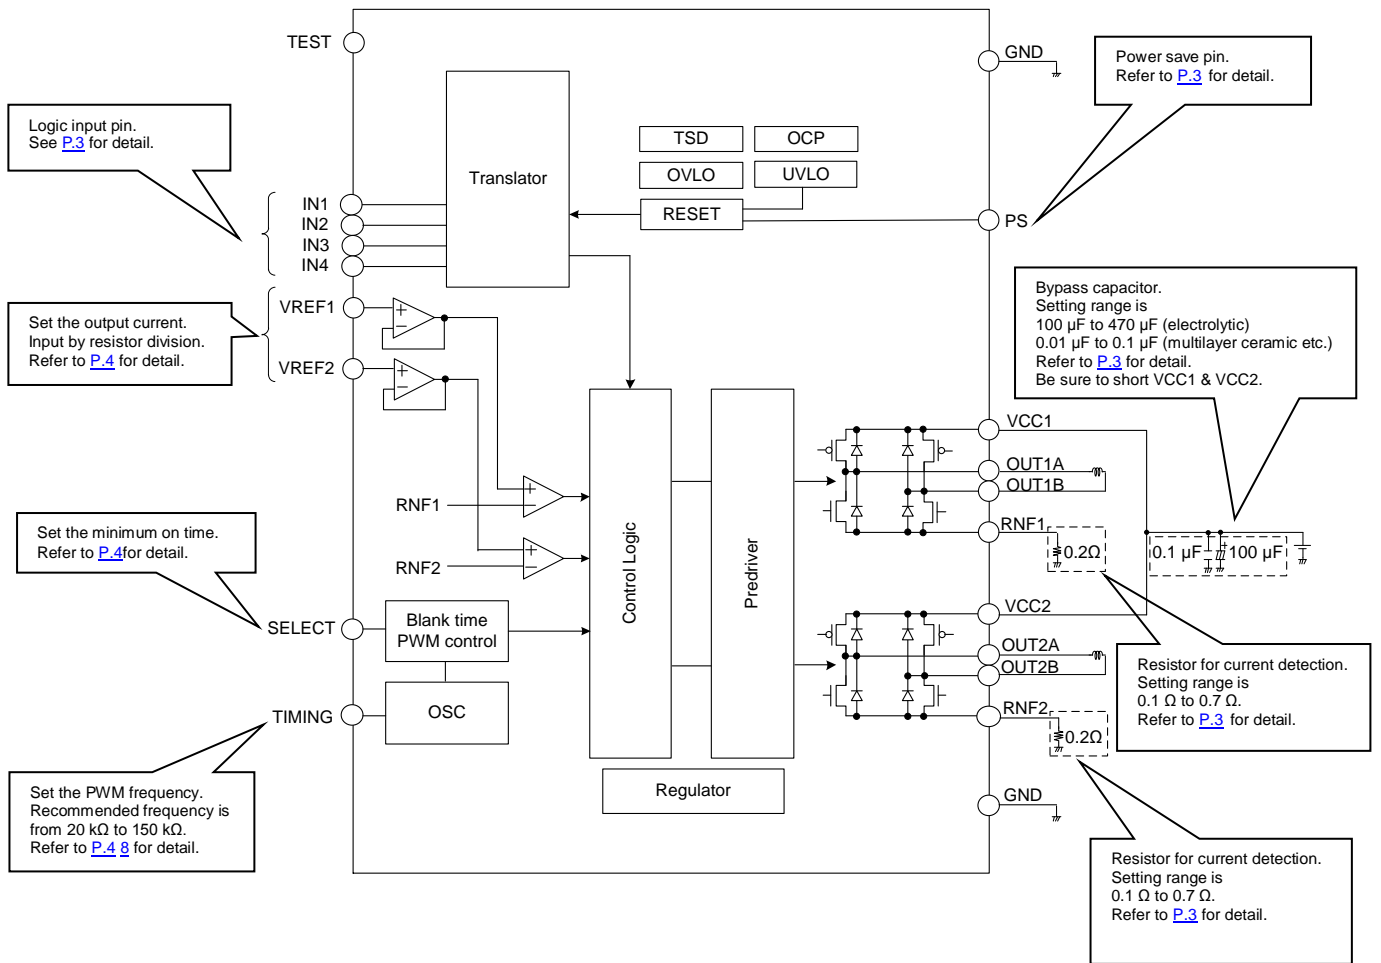 TEST
GND
Power save pin.
Refer to P.3 for detail.
Logic input pin.
See P.3 for detail.
TSD
OCP
OVLO
UVLO
Translator
RESET
PS
IN1
IN2
IN3
IN4
Set the output current.
Input by resistor division.
Refer to P.4 for detail.
VREF1
+
−
VREF2
+
−
Bypass capacitor.
Setting range is
100 µF to 470 µF (electrolytic)
0.01 µF to 0.1 µF (multilayer ceramic etc.)
Refer to P.3 for detail.
Be sure to short VCC1 & VCC2.
VCC1
OUT1A
OUT1B
RNF1
0.2Ω
0.1 µF
+
100 µF
RNF1
+
−
RNF2
+
−
Control Logic
Predriver
Set the minimum on time.
Refer to P.4for detail.
SELECT
Blank time
PWM control
TIMING
OSC
VCC2
OUT2A
OUT2B
RNF2
0.2Ω
Resistor for current detection.
Setting range is
0.1 Ω to 0.7 Ω.
Refer to P.3 for detail.
Regulator
GND
Set the PWM frequency.
Recommended frequency is
from 20 kΩ to 150 kΩ.
Refer to P.4 8 for detail.
Resistor for current detection.
Setting range is
0.1 Ω to 0.7 Ω.
Refer to P.3 for detail.